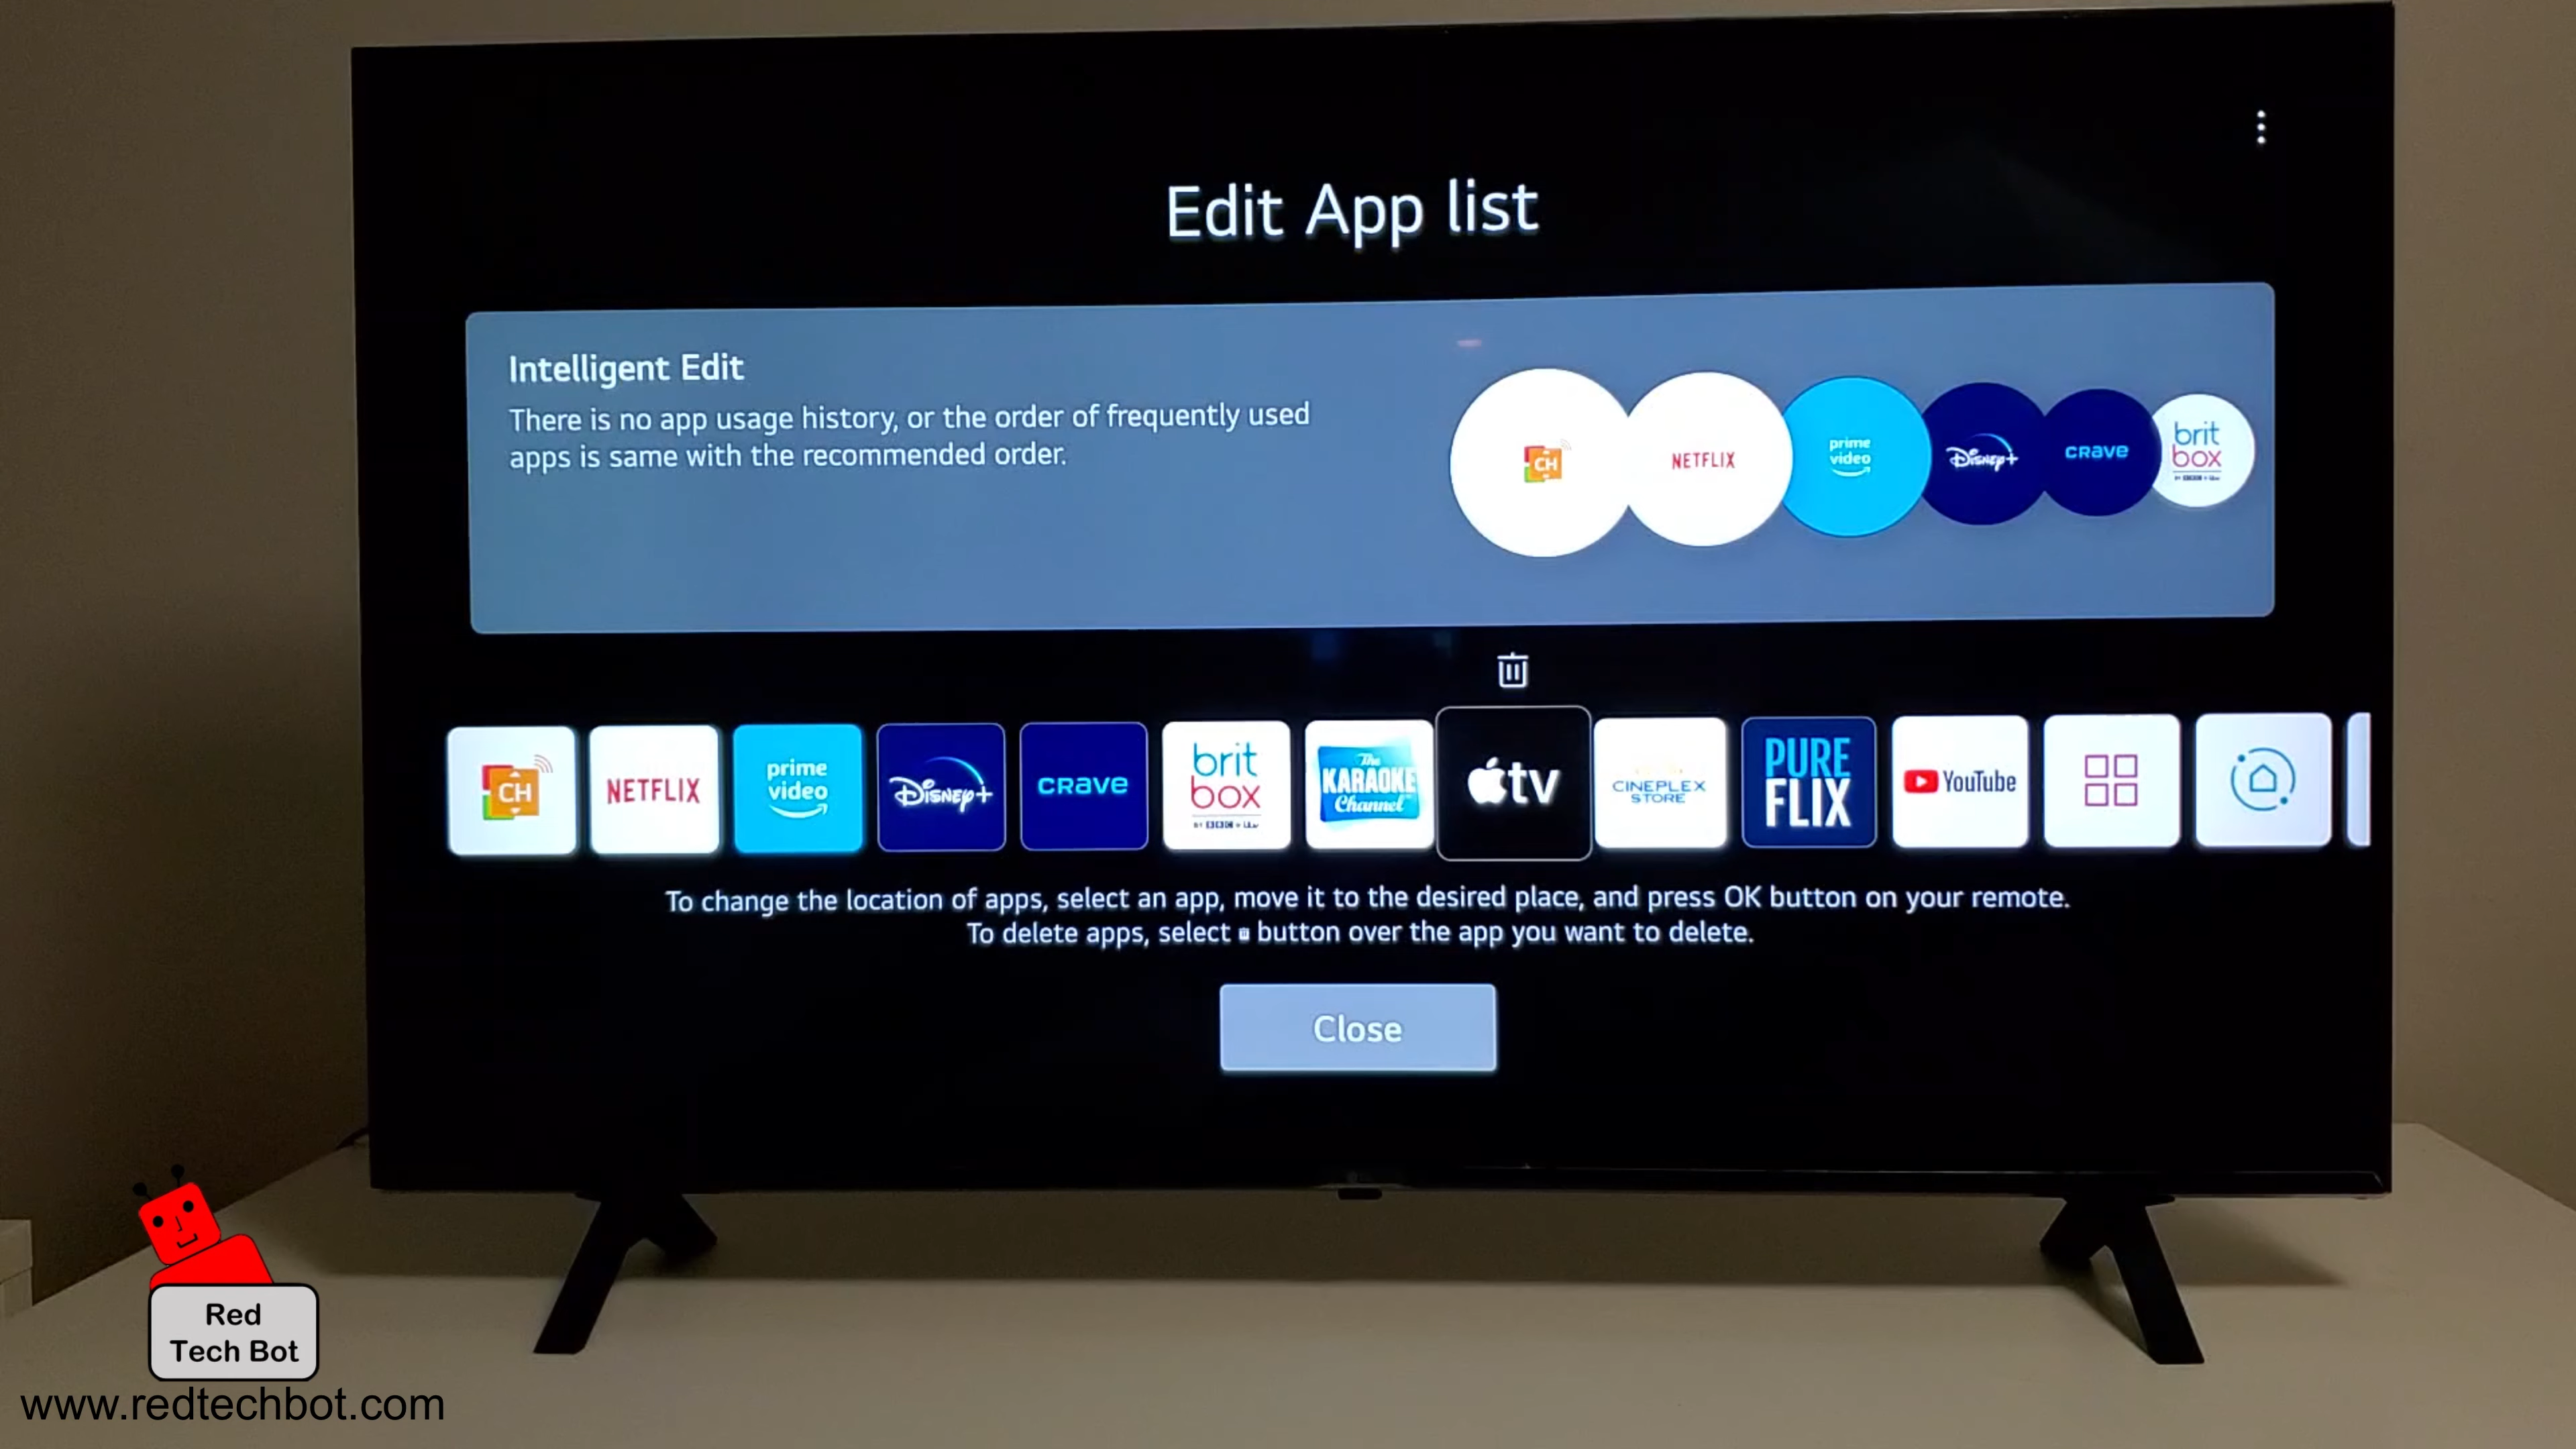 Edit App list
Intelligent Edit
There is no app usage history, or the order of frequently used
apps is same with the recommended order.
CH
NETFLIX
prime
video
Disney+
CRAVE
brit
box
CH
NETFLIX
prime
video
Disney+
CRAVE
brit
box
The
KARAOKE
Channel
tv
CINEPLEX
STORE
PURE
FLIX
YouTube
To change the location of apps, select an app, move it to the desired place, and press OK button on your remote.
To delete apps, select button over the app you want to delete.
Close
Red
Tech Bot
www.redtechbot.com